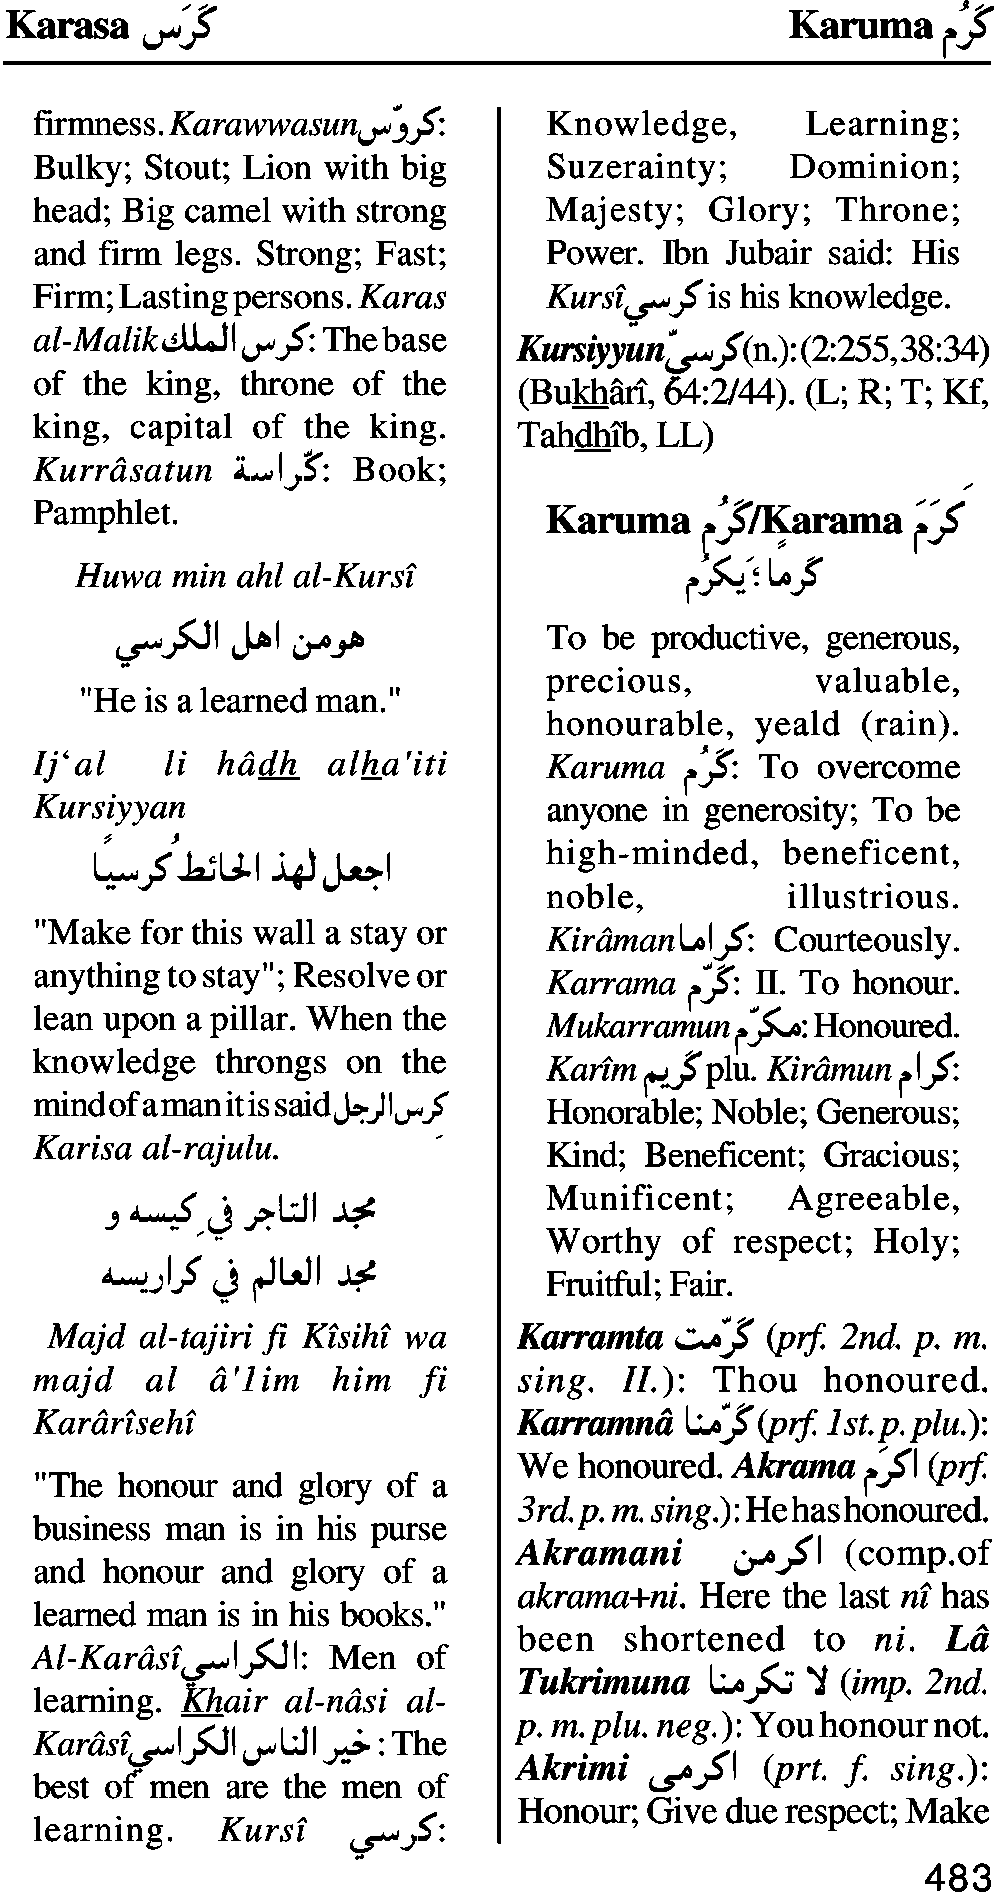 Karasa كَرَس
Karuma كَرُم
firmness. Karawwasun كروّس:
Bulky; Stout; Lion with big
head; Big camel with strong
and firm legs. Strong; Fast;
Firm; Lasting persons. Karas
al-Malik كرس الملك: The base
of the king, throne of the
king, capital of the king.
Kurrâsatun كُرّاسة: Book;
Pamphlet.
Huwa min ahl al-Kursî
هومن اهل الكرسي
"He is a learned man."
Ij‘al li hâdh alha'iti
Kursiyyan
اجعل لهذ الحائط كُرسيًا
"Make for this wall a stay or
anything to stay"; Resolve or
lean upon a pillar. When the
knowledge throngs on the
mind of a man it is said كرِس الرجل
Karisa al-rajulu.
مجد التاجر في كِيسه و
مجد العالم في كراريسه
Majd al-tajiri fi Kîsihî wa
majd al â'lim him fi
Karârîsehî
"The honour and glory of a
business man is in his purse
and honour and glory of a
learned man is in his books."
Al-Karâsî الكراسي: Men of
learning. Khair al-nâsi al-
Karâsî خير الناس الكراسي: The
best of men are the men of
learning. Kursî كرسي:
Knowledge, Learning;
Suzerainty; Dominion;
Majesty; Glory; Throne;
Power. Ibn Jubair said: His
Kursî كرسي is his knowledge.
Kursiyyun كرسيّ (n.): (2:255, 38:34)
(Bukhârî, 64:2/44). (L; R; T; Kf,
Tahdhîb, LL)
Karuma كَرُم/Karama كَرَمَ
كَرماً؛ يَكرُم
To be productive, generous,
precious, valuable,
honourable, yeald (rain).
Karuma كَرُم: To overcome
anyone in generosity; To be
high-minded, beneficent,
noble, illustrious.
Kirâman كراما: Courteously.
Karrama كَرّم: II. To honour.
Mukarramun مكرّم: Honoured.
Karîm كَريم plu. Kirâmun كرام:
Honorable; Noble; Generous;
Kind; Beneficent; Gracious;
Munificent; Agreeable,
Worthy of respect; Holy;
Fruitful; Fair.
Karramta كَرّمت (prf. 2nd. p. m.
sing. II.): Thou honoured.
Karramnâ كَرّمنا (prf. 1st. p. plu.):
We honoured. Akrama اكرَم (prf.
3rd. p. m. sing.): He has honoured.
Akramani اكرمن (comp.of
akrama+ni. Here the last nî has
been shortened to ni. Lâ
Tukrimuna لا تكرمنا (imp. 2nd.
p. m. plu. neg.): You honour not.
Akrimi اكرمى (prt. f. sing.):
Honour; Give due respect; Make
483